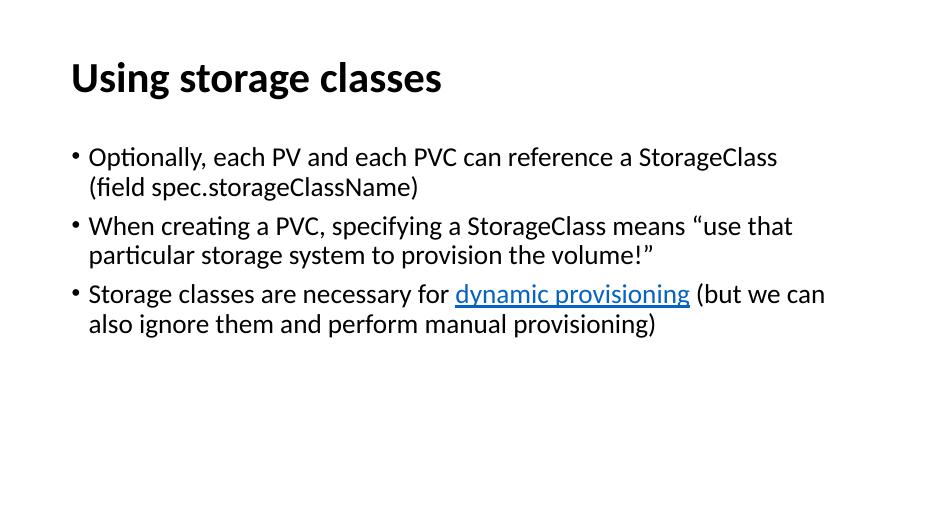 Using storage classes
• Optionally, each PV and each PVC can reference a StorageClass
(field spec.storageClassName)
• When creating a PVC, specifying a StorageClass means “use that
particular storage system to provision the volume!”
• Storage classes are necessary for dynamic provisioning (but we can
also ignore them and perform manual provisioning)